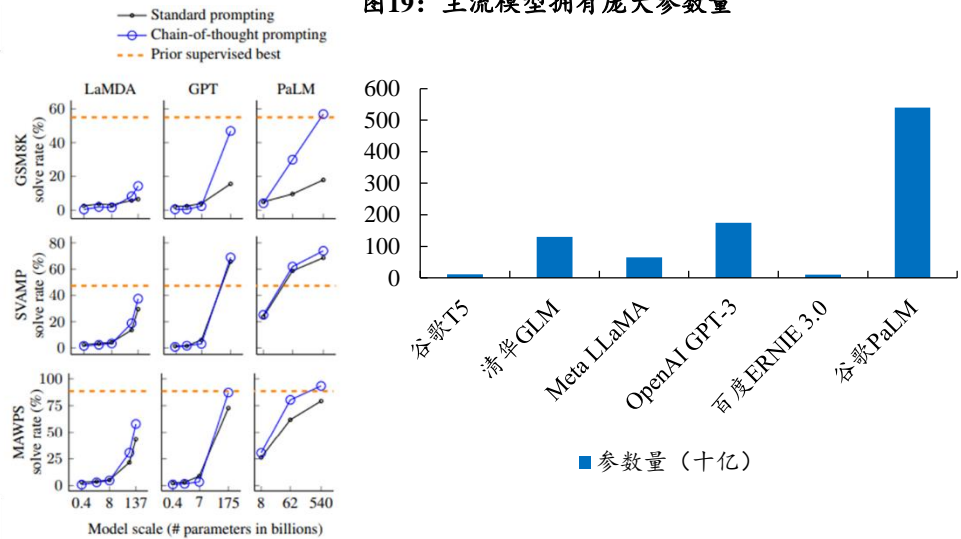 Standard prompting
Chain-of-thought prompting
Prior supervised best
LaMDA GPT PaLM
GSM8K
solve rate (%)
60
40
20
0
SVAMP
solve rate (%)
80
60
40
20
0
MAWPS
solve rate (%)
100
75
50
25
0
0.4 8 137 0.4 7 175 8 62 540
Model scale (# parameters in billions)
图19：主流模型拥有庞大参数量
600
500
400
300
200
100
0
谷歌T5
清华GLM
Meta LLaMA
OpenAI GPT-3
百度ERNIE 3.0
谷歌PaLM
参数量（十亿）